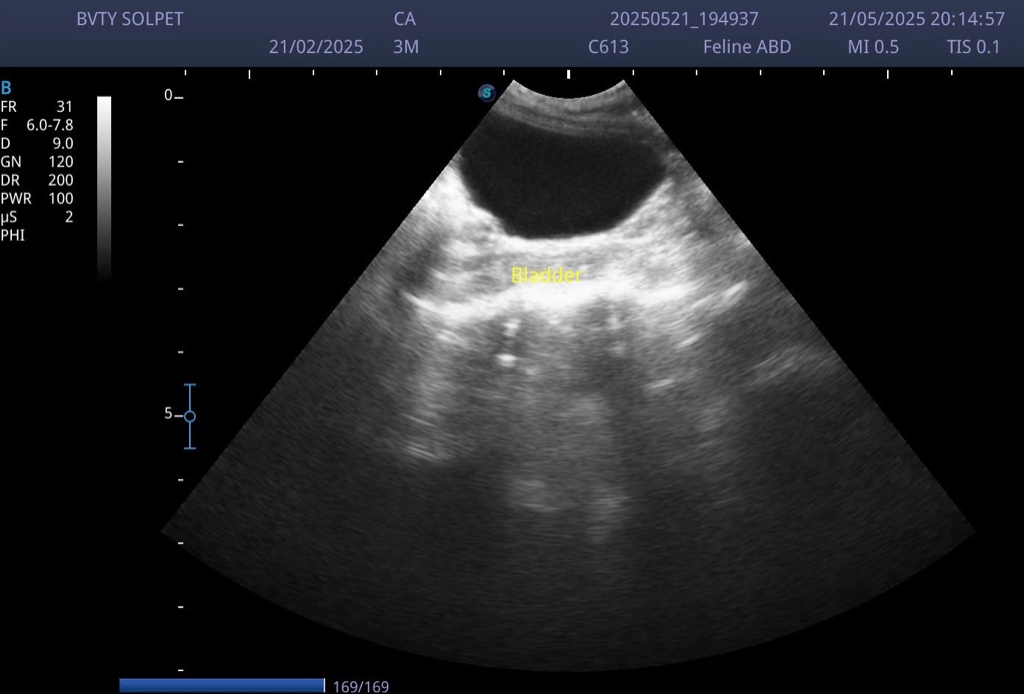 BVTY SOLPET CA 20250521_194937 21/05/2025 20:14:57
21/02/2025 3M C613 Feline ABD MI 0.5 TIS 0.1
B
FR 31
F 6.0-7.8
D 9.0
GN 120
DR 200
PWR 100
µS 2
PHI
0
S
Bladder
5
169/169